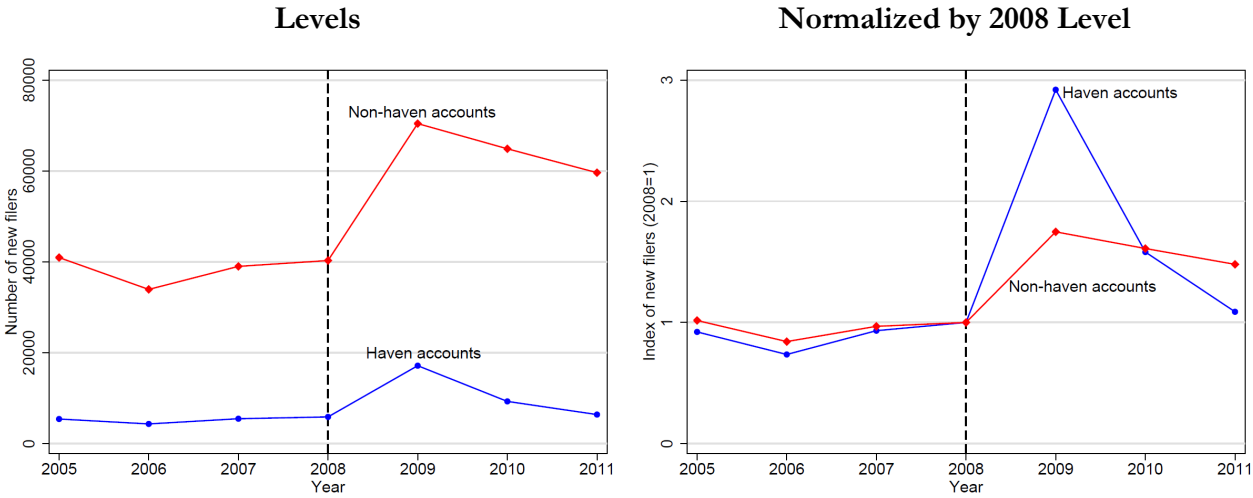 Levels
Number of new filers
80000
60000
40000
20000
0
Non-haven accounts
Haven accounts
2005 2006 2007 2008 2009 2010 2011
Year
Normalized by 2008 Level
Index of new filers (2008=1)
3
2
1
0
Haven accounts
Non-haven accounts
2005 2006 2007 2008 2009 2010 2011
Year